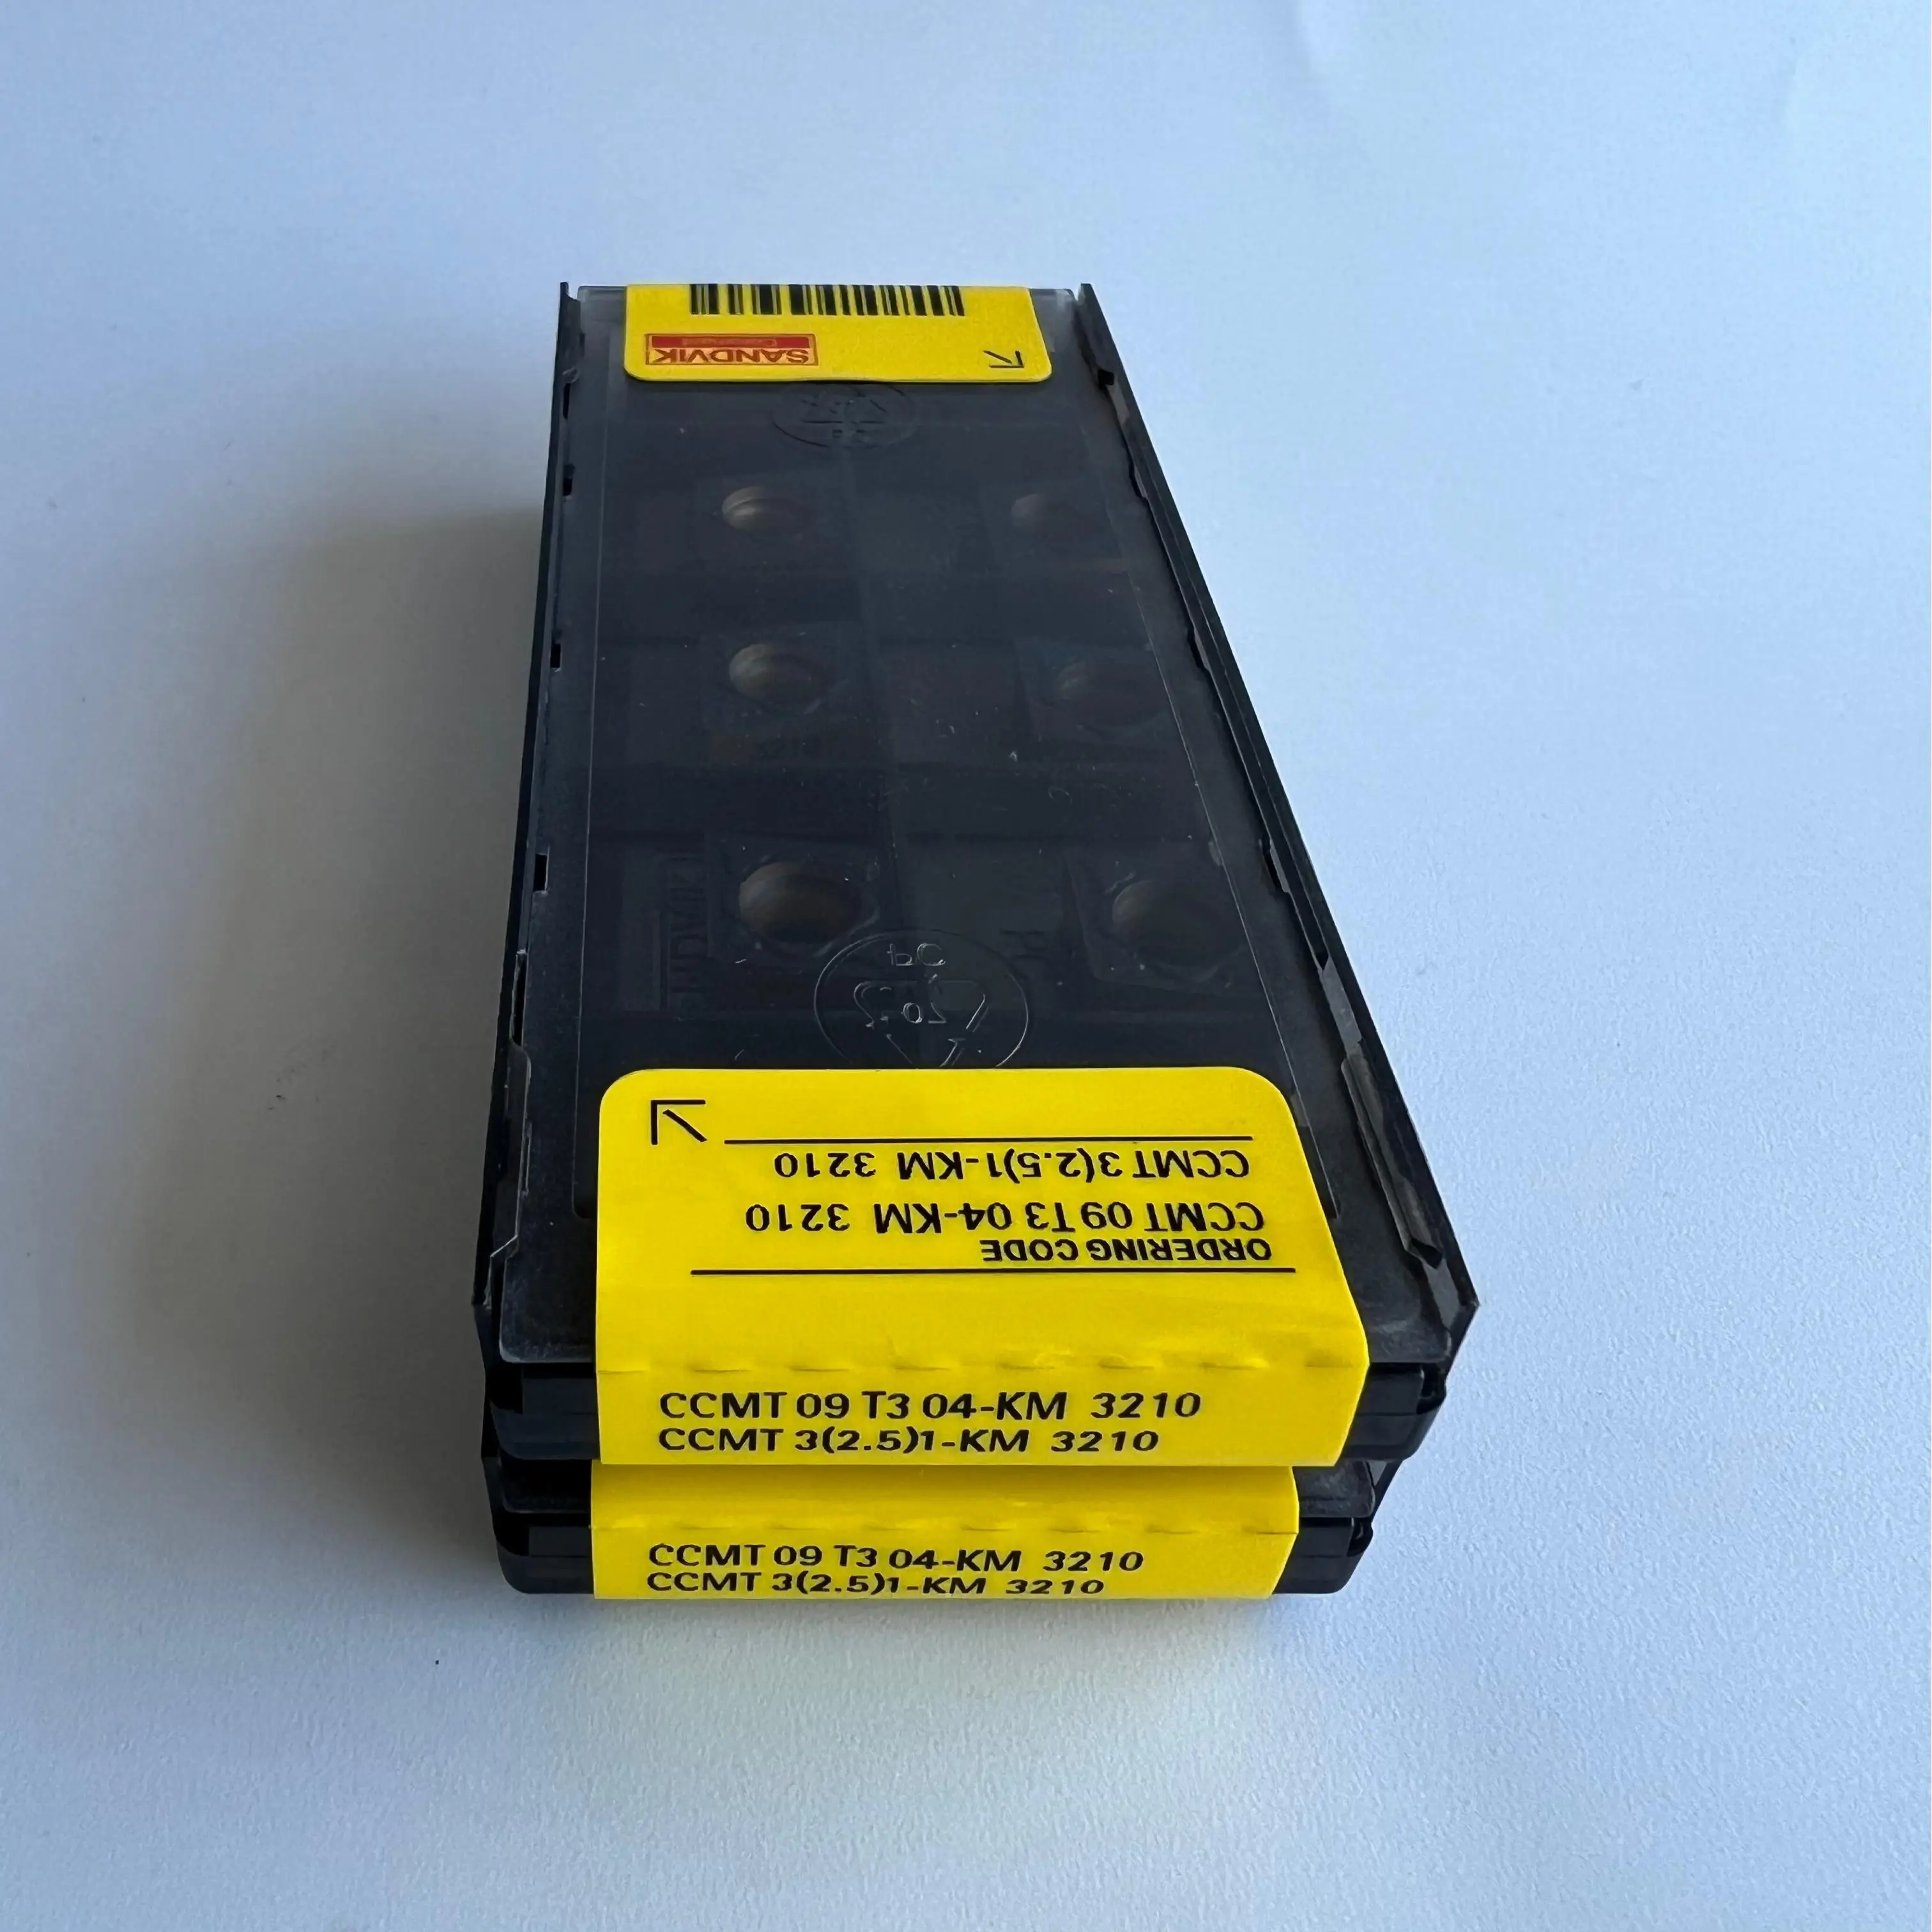 SANDVIK
Coromant
ORDERING CODE
CCMT 09 T3 04-KM 3210
CCMT 3(2.5)1-KM 3210
CCMT 09 T3 04-KM 3210
CCMT 3(2.5)1-KM 3210
CCMT 09 T3 04-KM 3210
CCMT 3(2.5)1-KM 3210